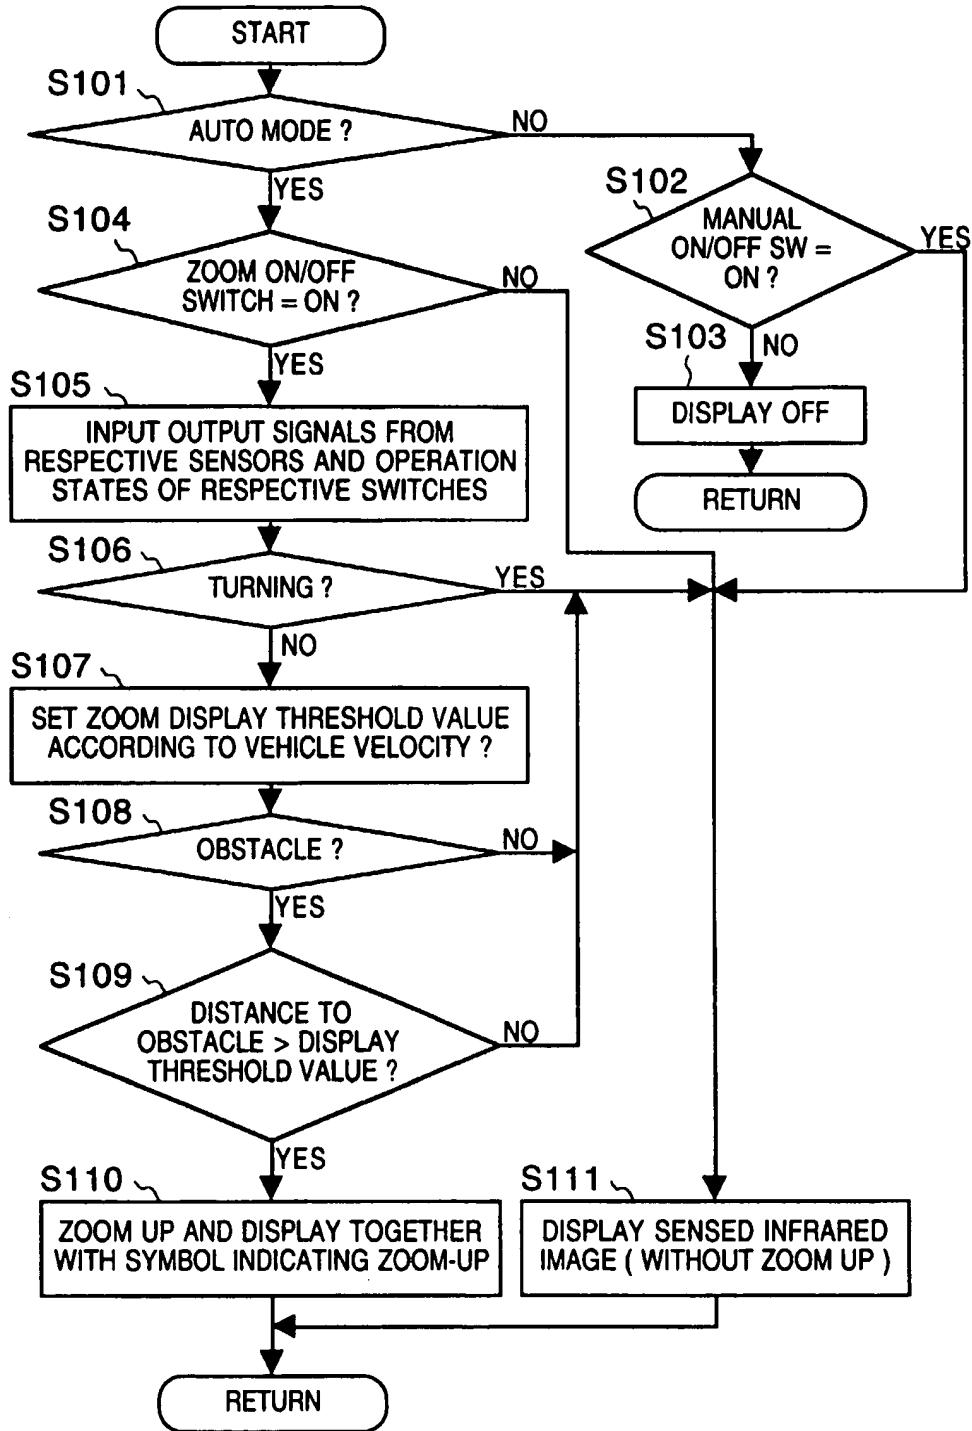 START
S101
AUTO MODE ?
NO
YES
S102
MANUAL
ON/OFF SW =
ON ?
YES
NO
S103
DISPLAY OFF
RETURN
S104
ZOOM ON/OFF
SWITCH = ON ?
NO
YES
S105
INPUT OUTPUT SIGNALS FROM
RESPECTIVE SENSORS AND OPERATION
STATES OF RESPECTIVE SWITCHES
S106
TURNING ?
YES
NO
S107
SET ZOOM DISPLAY THRESHOLD VALUE
ACCORDING TO VEHICLE VELOCITY ?
S108
OBSTACLE ?
NO
YES
S109
DISTANCE TO
OBSTACLE > DISPLAY
THRESHOLD VALUE ?
NO
YES
S110
ZOOM UP AND DISPLAY TOGETHER
WITH SYMBOL INDICATING ZOOM-UP
S111
DISPLAY SENSED INFRARED
IMAGE ( WITHOUT ZOOM UP )
RETURN